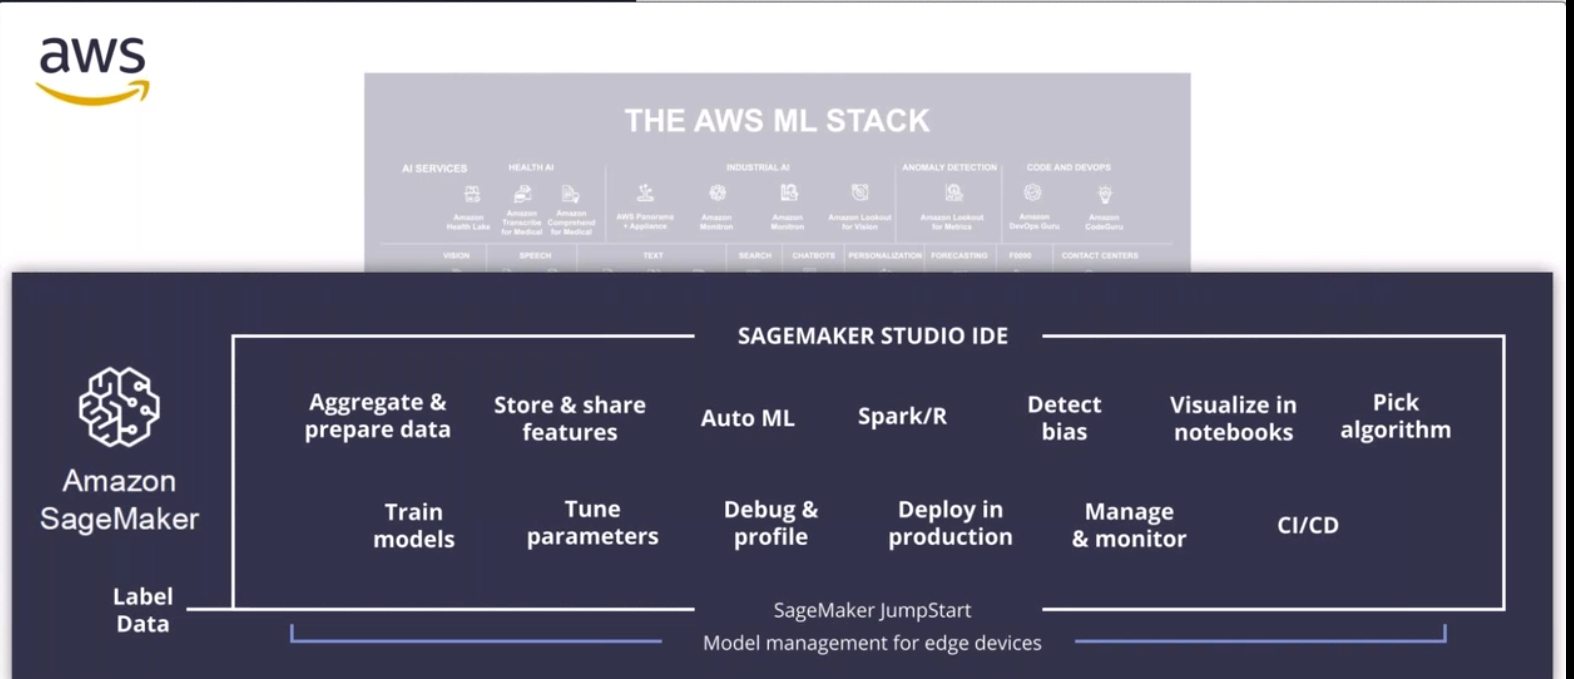 aws
THE AWS ML STACK
AI SERVICES
HEALTH AI
INDUSTRIAL AI
ANOMALY DETECTION
CODE AND DEVOPS
Amazon
Health Lake
Amazon
Transcribe
for Medical
Amazon
Comprehend
for Medical
AWS Panorama
+ Appliance
Amazon
Monitron
Amazon
Monitron
Amazon Lookout
for Vision
Amazon Lookout
for Metrics
Amazon
DevOps Guru
Amazon
CodeGuru
VISION
SPEECH
TEXT
SEARCH
CHATBOTS
PERSONALIZATION
FORECASTING
CONTACT CENTERS
SAGEMAKER STUDIO IDE
Amazon
SageMaker
Aggregate &
prepare data
Store & share
features
Auto ML
Spark/R
Detect
bias
Visualize in
notebooks
Pick
algorithm
Train
models
Tune
parameters
Debug &
profile
Deploy in
production
Manage
& monitor
CI/CD
Label
Data
SageMaker JumpStart
Model management for edge devices